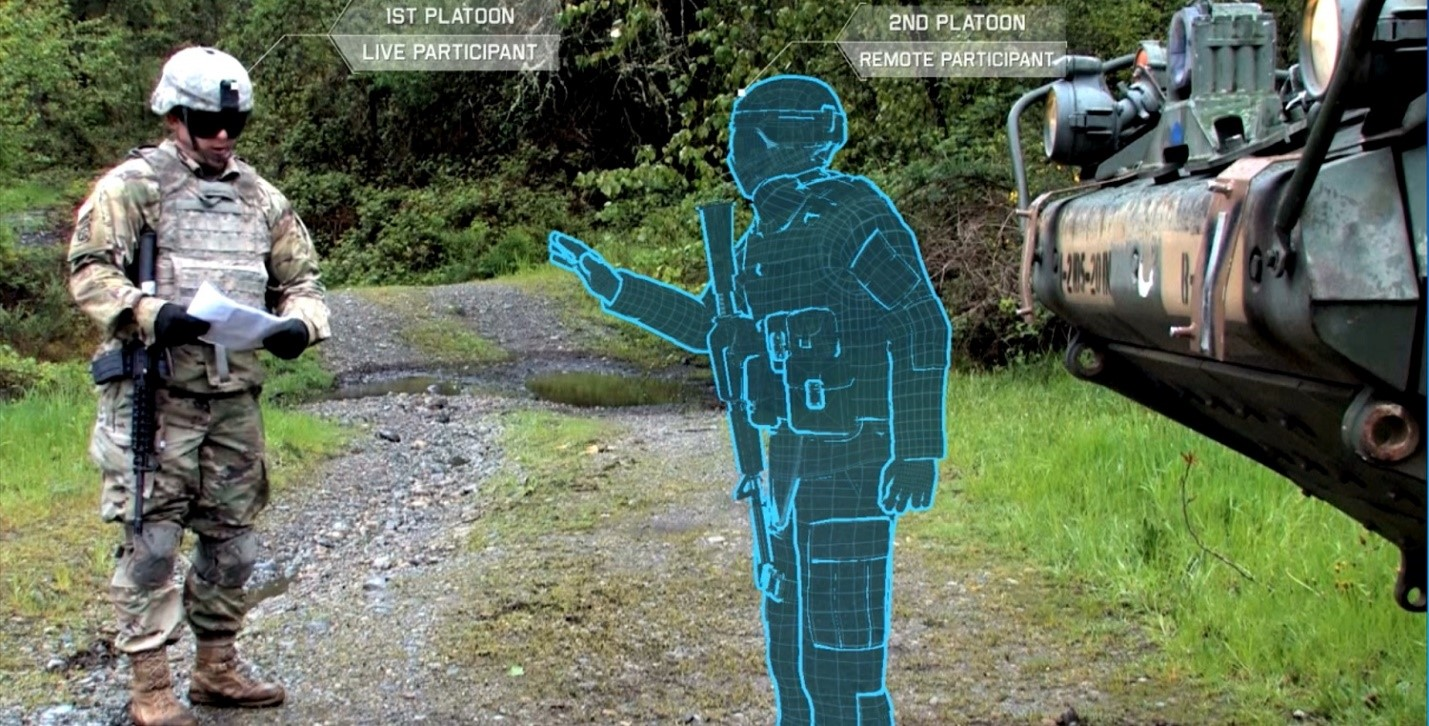 1ST PLATOON
LIVE PARTICIPANT
2ND PLATOON
REMOTE PARTICIPANT